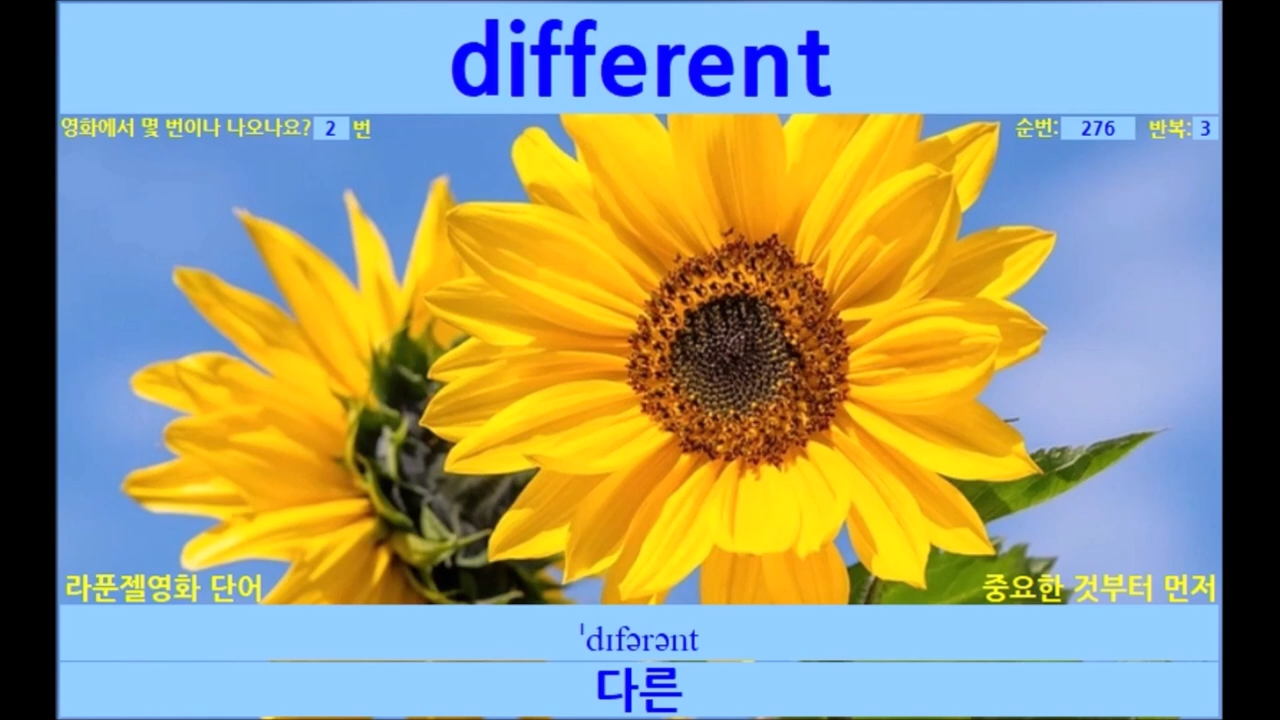 different
영화에서 몇 번이나 나오나요? 2 번
순번: 276 반복: 3
라푼젤영화 단어
중요한 것부터 먼저
ˈdɪfərənt
다른